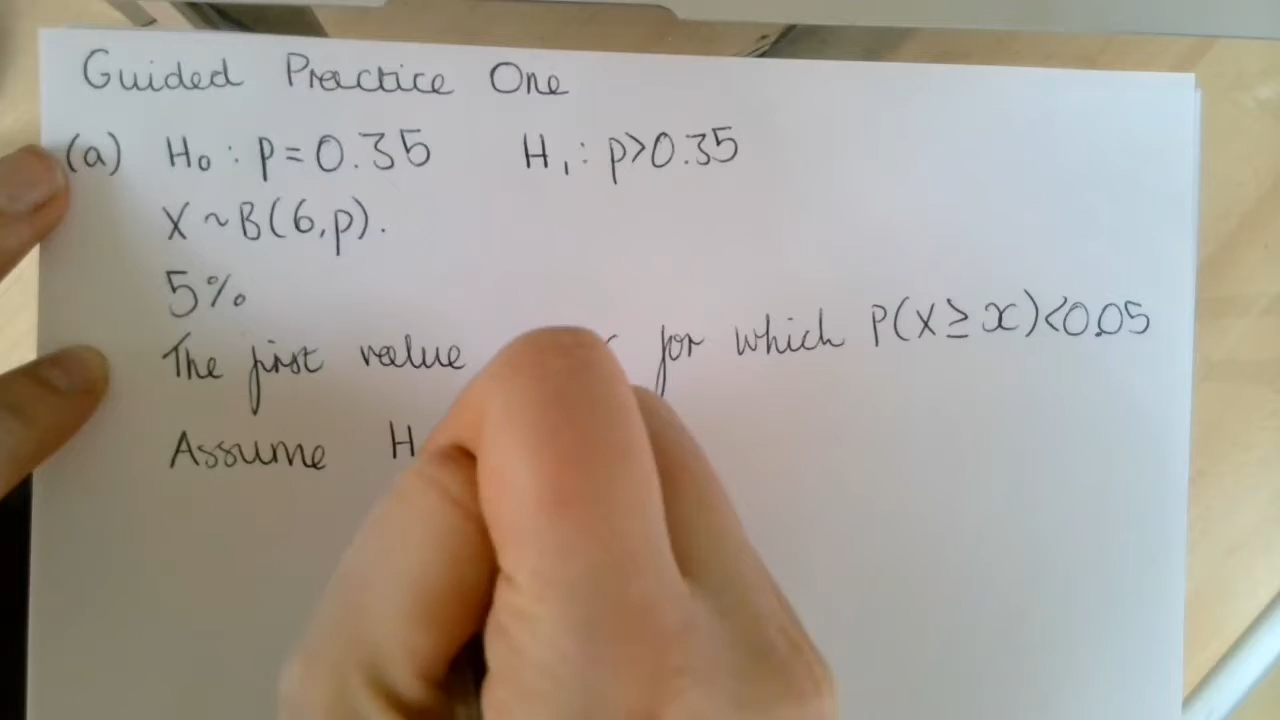 Guided Practice One
(a) H₀ : p = 0.35 H₁ : p > 0.35
X ~ B(6, p).
5%
The first value for which P(X ≥ x) < 0.05
Assume H